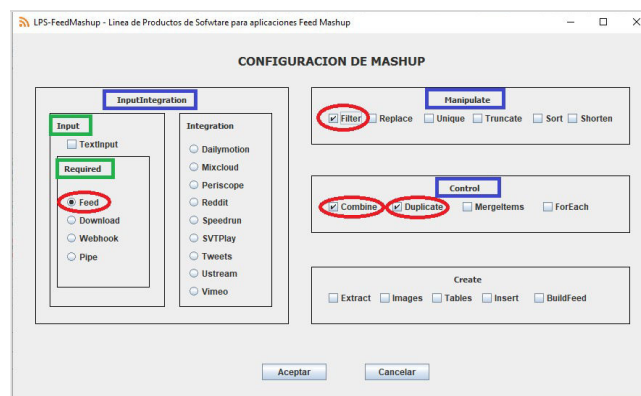 LPS-FeedMashup - Linea de Productos de Sofwtare para aplicaciones Feed Mashup
CONFIGURACION DE MASHUP
InputIntegration
Input
TextInput
Required
Feed
Download
Webhook
Pipe
Integration
Dailymotion
Mixcloud
Periscope
Reddit
Speedrun
SVTPlay
Tweets
Ustream
Vimeo
Manipulate
Filter Replace Unique Truncate Sort Shorten
Control
Combine Duplicate MergeItems ForEach
Create
Extract Images Tables Insert BuildFeed
Aceptar Cancelar